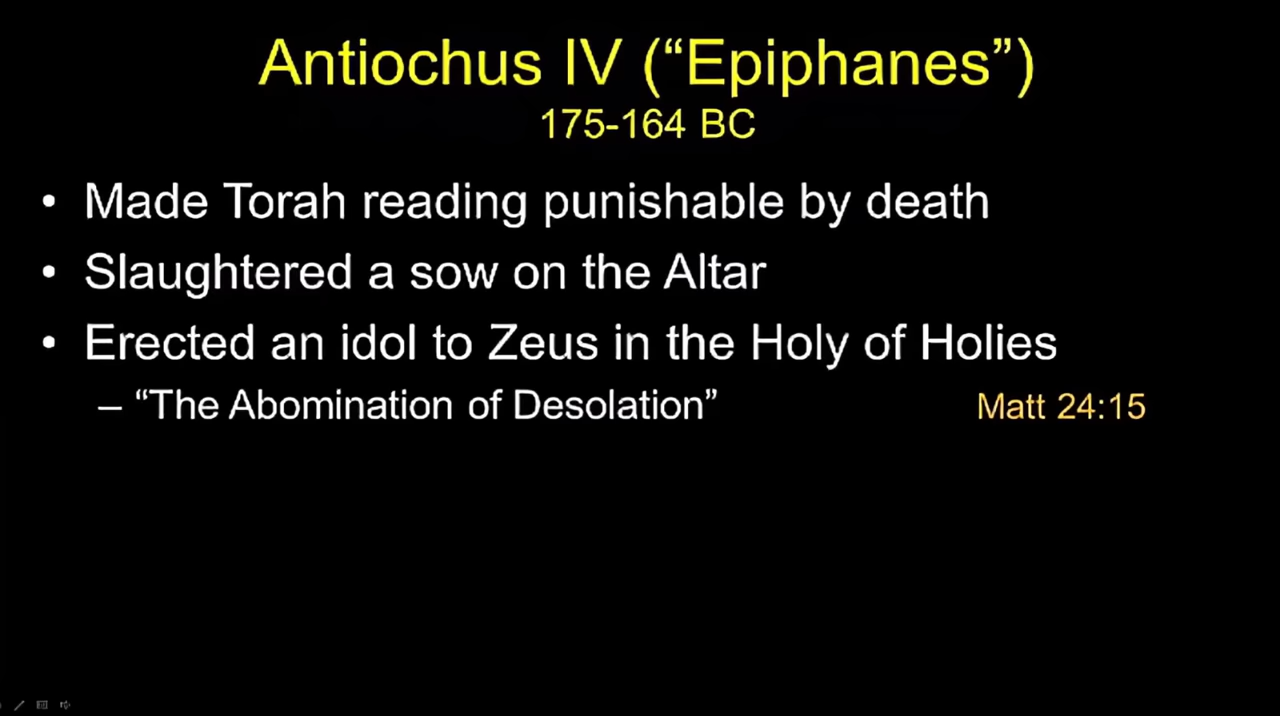 Antiochus IV (“Epiphanes”)
175-164 BC
• Made Torah reading punishable by death
• Slaughtered a sow on the Altar
• Erected an idol to Zeus in the Holy of Holies
– “The Abomination of Desolation” Matt 24:15